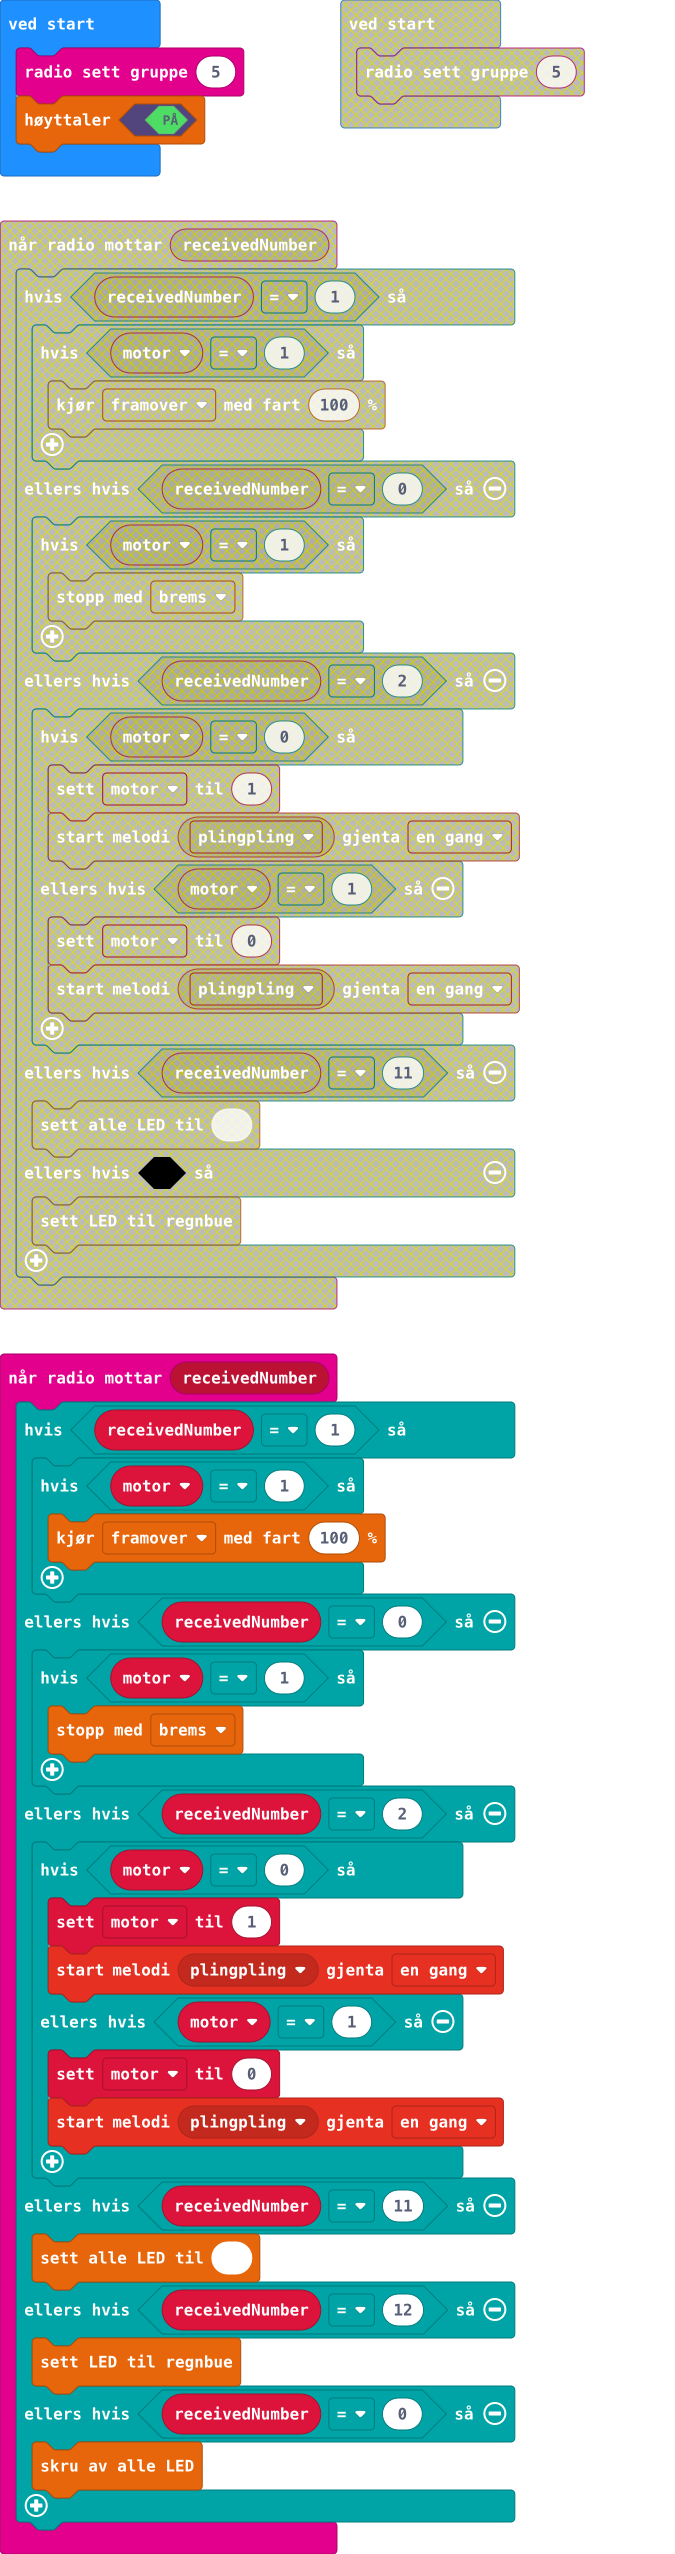 ved start
radio sett gruppe 5
høyttaler PÅ
ved start
radio sett gruppe 5
når radio mottar receivedNumber
hvis receivedNumber = 1 så
hvis motor = 1 så
kjør framover med fart 100 %
ellers hvis receivedNumber = 0 så
hvis motor = 1 så
stopp med brems
ellers hvis receivedNumber = 2 så
hvis motor = 0 så
sett motor til 1
start melodi plingpling gjenta en gang
ellers hvis motor = 1 så
sett motor til 0
start melodi plingpling gjenta en gang
ellers hvis receivedNumber = 11 så
sett alle LED til
ellers hvis så
sett LED til regnbue
når radio mottar receivedNumber
hvis receivedNumber = 1 så
hvis motor = 1 så
kjør framover med fart 100 %
ellers hvis receivedNumber = 0 så
hvis motor = 1 så
stopp med brems
ellers hvis receivedNumber = 2 så
hvis motor = 0 så
sett motor til 1
start melodi plingpling gjenta en gang
ellers hvis motor = 1 så
sett motor til 0
start melodi plingpling gjenta en gang
ellers hvis receivedNumber = 11 så
sett alle LED til
ellers hvis receivedNumber = 12 så
sett LED til regnbue
ellers hvis receivedNumber = 0 så
skru av alle LED